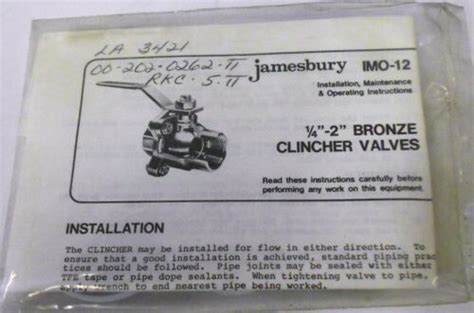 LA 3421
00-202-0262-TT
RKC-5-TT
jamesbury IMO-12
Installation, Maintenance
& Operating Instructions
¼"-2" BRONZE
CLINCHER VALVES
Read these instructions carefully before
performing any work on this equipment.
INSTALLATION
The CLINCHER may be installed for flow in either direction. To
ensure that a good installation is achieved, standard piping prac
tices should be followed. Pipe joints may be sealed with either
TFE tape or pipe dope sealants. When tightening valve to pipe,
apply wrench to end nearest pipe being worked.